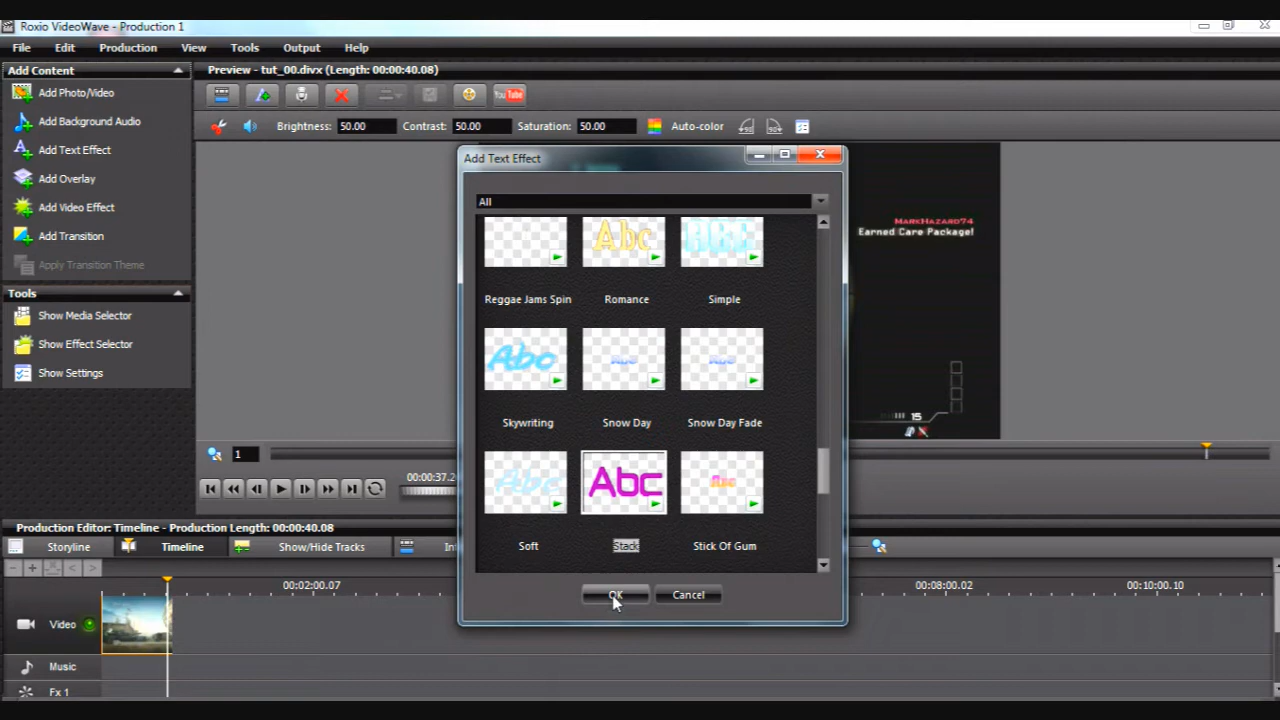 Roxio VideoWave - Production 1
File Edit Production View Tools Output Help
Add Content
Add Photo/Video
Add Background Audio
Add Text Effect
Add Overlay
Add Video Effect
Add Transition
Apply Transition Theme
Tools
Show Media Selector
Show Effect Selector
Show Settings
Preview - tut_00.divx (Length: 00:00:40.08)
You Tube
Brightness: 50.00 Contrast: 50.00 Saturation: 50.00 Auto-color
Add Text Effect
All
Abc
Reggae Jams Spin Romance Simple
Abc Abc Abc
Skywriting Snow Day Snow Day Fade
Abc Abc Abc
Soft Stack Stick Of Gum
OK Cancel
MarkHazard74
Earned Care Package!
15
1
00:00:37.2
Production Editor: Timeline - Production Length: 00:00:40.08
Storyline Timeline Show/Hide Tracks
00:02:00.07 00:08:00.02 00:10:00.10
Video
Music
Fx 1